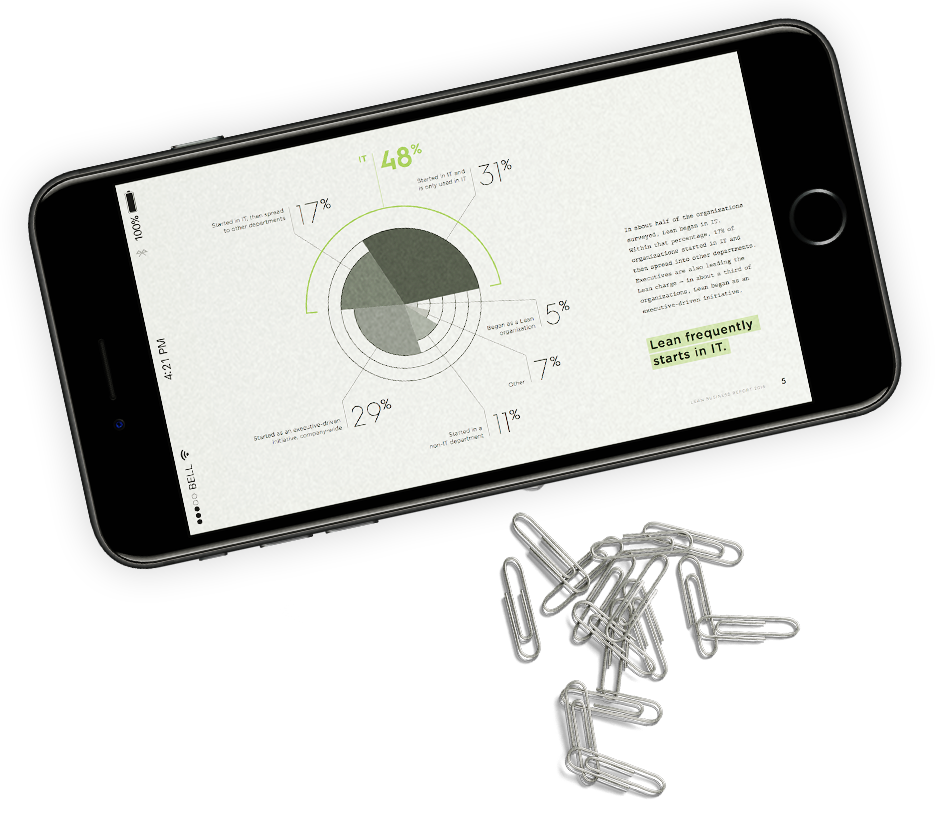 ●●●○○ BELL
4:21 PM
100%
IT 48%
Started in IT and
is only used in IT
31%
Started in IT, then spread
to other departments
17%
Began as a Lean
organization
5%
Other
7%
Started in a
non-IT department
11%
Started as an executive-driven
initiative, companywide
29%
In about half of the organizations
surveyed, Lean began in IT.
Within that percentage, 17% of
organizations started in IT and
then spread into other departments.
Executives are also leading the
Lean charge – in about a third of
organizations, Lean began as an
executive-driven initiative.
Lean frequently
starts in IT.
LEAN BUSINESS REPORT 2016
5